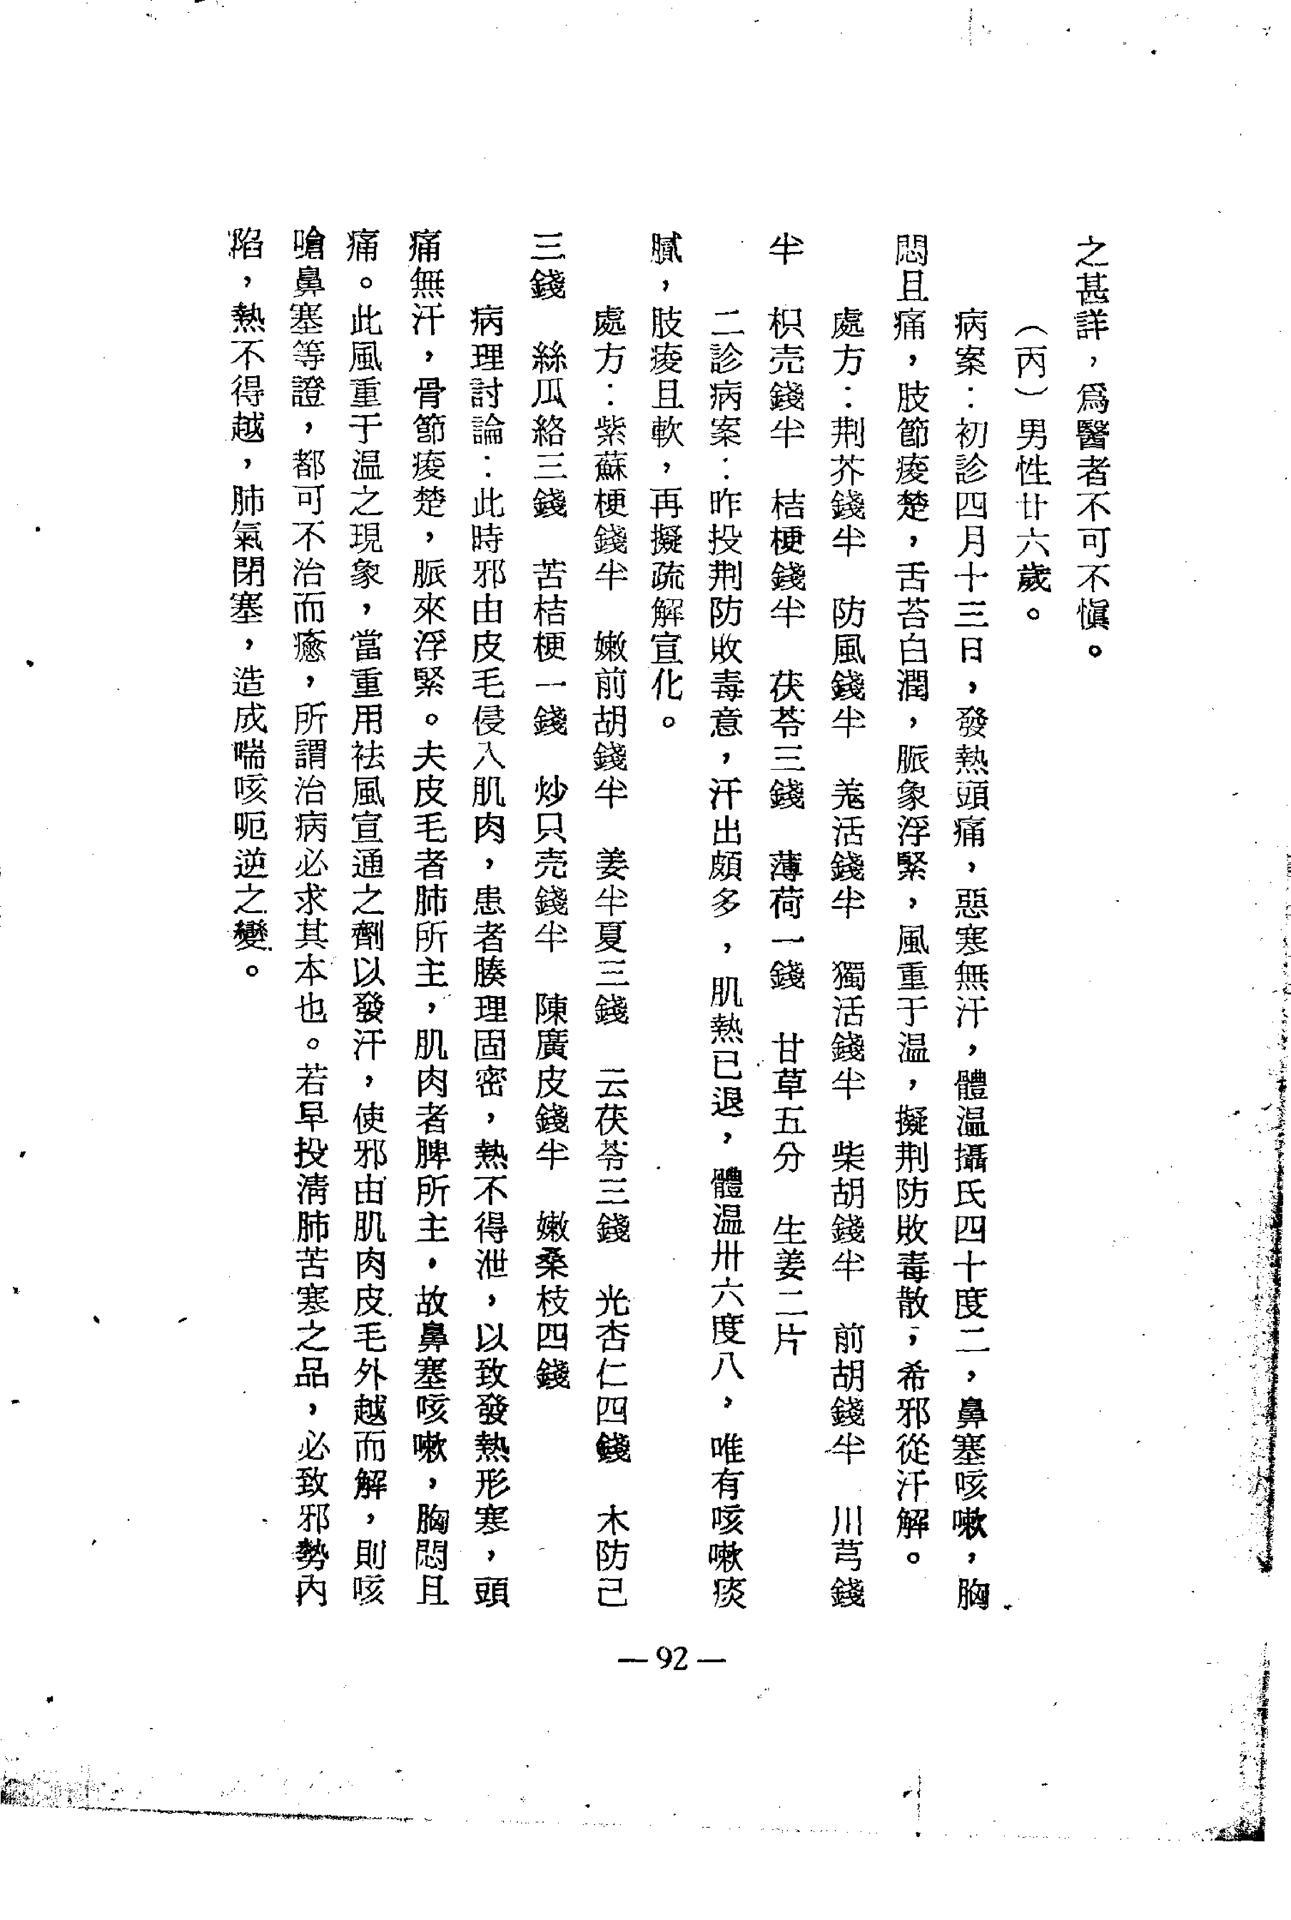 之甚詳，爲醫者不可不愼。
（丙）男性廿六歲。
病案：初診四月十三日，發熱頭痛，惡寒無汗，體温攝氏四十度二，鼻塞咳嗽，胸
悶且痛，肢節痠楚，舌苔白潤，脈象浮緊，風重于温，擬荆防敗毒散，希邪從汗解。
處方：荆芥錢半　防風錢半　羗活錢半　獨活錢半　柴胡錢半　前胡錢半　川芎錢
半　枳壳錢半　桔梗錢半　茯苓三錢　薄荷一錢　甘草五分　生姜二片
二診病案：昨投荆防敗毒意，汗出頗多，肌熱已退，體温卅六度八，唯有咳嗽痰
膩，肢痠且軟，再擬疏解宣化。
處方：紫蘇梗錢半　嫩前胡錢半　姜半夏三錢　云茯苓三錢　光杏仁四錢　木防己
三錢　絲瓜絡三錢　苦桔梗一錢　炒只壳錢半　陳廣皮錢半　嫩桑枝四錢
病理討論：此時邪由皮毛侵入肌肉，患者腠理固密，熱不得泄，以致發熱形寒，頭
痛無汗，骨節痠楚，脈來浮緊。夫皮毛者肺所主，肌肉者脾所主，故鼻塞咳嗽，胸悶且
痛。此風重于温之現象，當重用祛風宣通之劑以發汗，使邪由肌肉皮毛外越而解，則咳
嗆鼻塞等證，都可不治而癒，所謂治病必求其本也。若早投淸肺苦寒之品，必致邪勢内
陷，熱不得越，肺氣閉塞，造成喘咳呃逆之變。
—92—